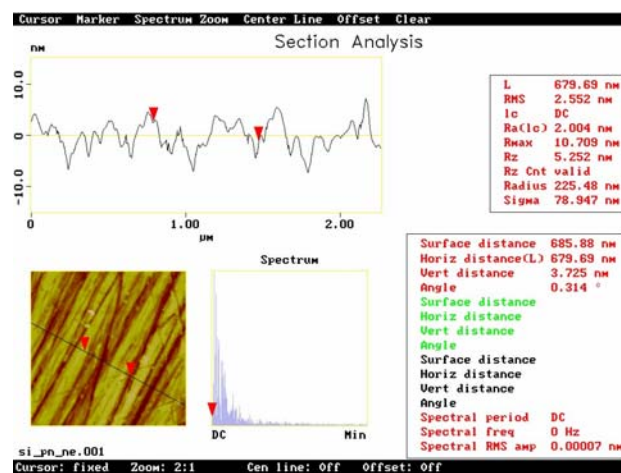 Cursor Marker Spectrum Zoom Center Line Offset Clear
Section Analysis
nm
10.0
0
-10.0
0 1.00 2.00
µm
L 679.69 nm
RMS 2.552 nm
lc DC
Ra(lc) 2.004 nm
Rmax 10.709 nm
Rz 5.252 nm
Rz Cnt valid
Radius 225.48 nm
Sigma 78.947 nm
Surface distance 685.88 nm
Horiz distance(L) 679.69 nm
Vert distance 3.725 nm
Angle 0.314 °
Surface distance
Horiz distance
Vert distance
Angle
Surface distance
Horiz distance
Vert distance
Angle
Spectral period DC
Spectral freq 0 Hz
Spectral RMS amp 0.00007 nm
Spectrum
DC Min
si_pn_ne.001
Cursor: fixed Zoom: 2:1 Cen line: Off Offset: Off